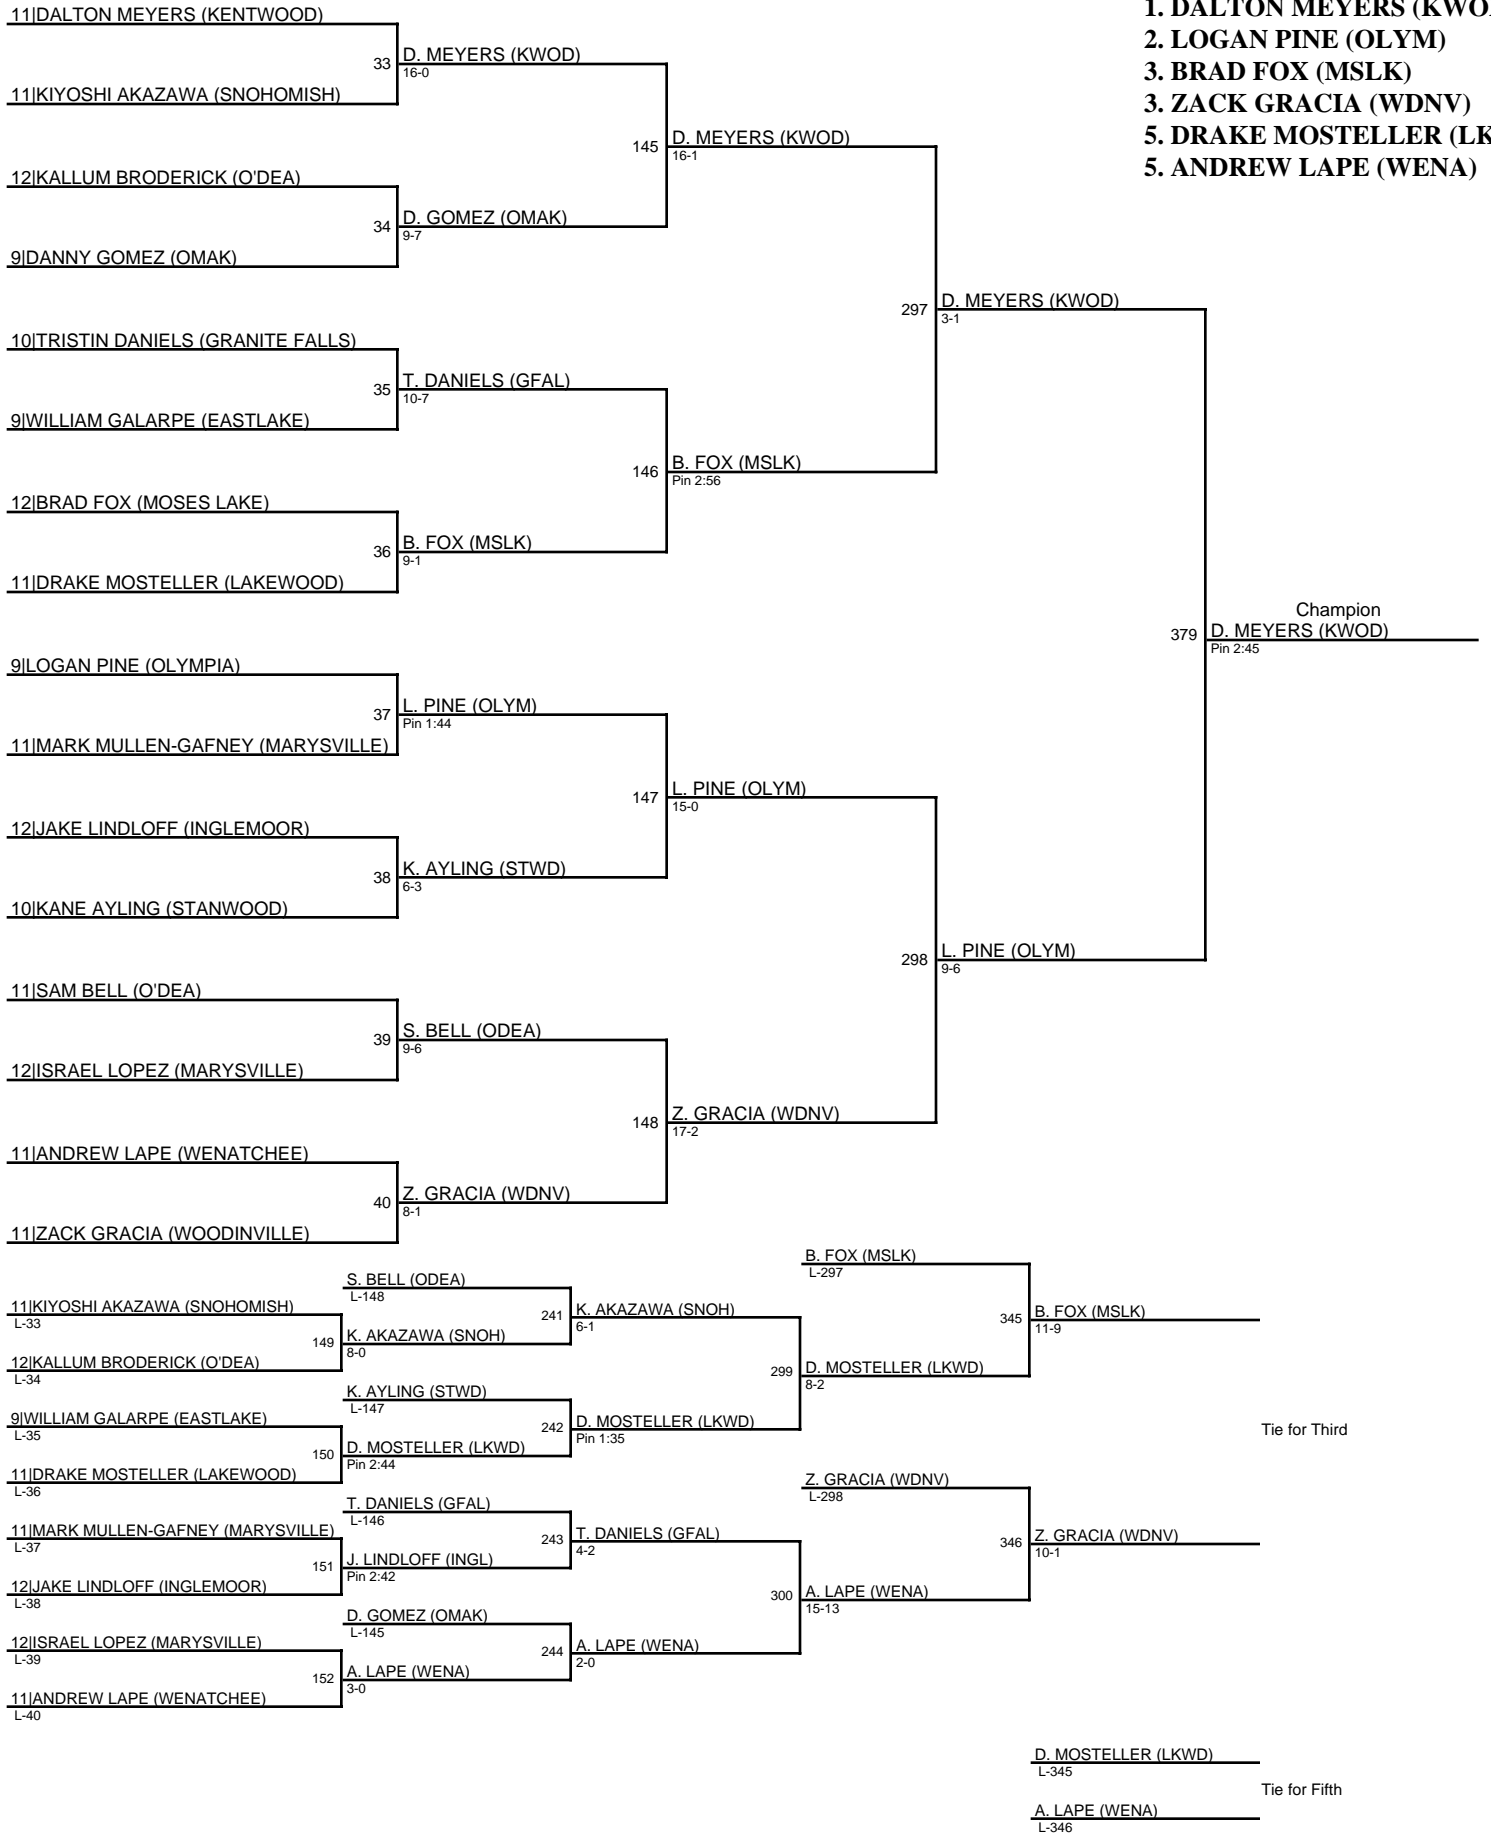 1. DALTON MEYERS
2. LOGAN PINE (OLYM)
3. BRAD FOX (MSLK)
3. ZACK GRACIA (WDNV)
5. DRAKE MOSTELLER
5. ANDREW LAPE (WENA)
11|DALTON MEYERS (KENTWOOD)
33 D. MEYERS (KWOD)
16-0
11|KIYOSHI AKAZAWA (SNOHOMISH)
145 D. MEYERS (KWOD)
16-1
12|KALLUM BRODERICK (O'DEA)
34 D. GOMEZ (OMAK)
9-7
9|DANNY GOMEZ (OMAK)
297 D. MEYERS (KWOD)
3-1
10|TRISTIN DANIELS (GRANITE FALLS)
35 T. DANIELS (GFAL)
10-7
9|WILLIAM GALARPE (EASTLAKE)
146 B. FOX (MSLK)
Pin 2:56
12|BRAD FOX (MOSES LAKE)
36 B. FOX (MSLK)
9-1
11|DRAKE MOSTELLER (LAKEWOOD)
Champion
379 D. MEYERS (KWOD)
Pin 2:45
9|LOGAN PINE (OLYMPIA)
37 L. PINE (OLYM)
Pin 1:44
11|MARK MULLEN-GAFNEY (MARYSVILLE)
147 L. PINE (OLYM)
15-0
12|JAKE LINDLOFF (INGLEMOOR)
38 K. AYLING (STWD)
6-3
10|KANE AYLING (STANWOOD)
298 L. PINE (OLYM)
9-6
11|SAM BELL (O'DEA)
39 S. BELL (ODEA)
9-6
12|ISRAEL LOPEZ (MARYSVILLE)
148 Z. GRACIA (WDNV)
17-2
11|ANDREW LAPE (WENATCHEE)
40 Z. GRACIA (WDNV)
8-1
11|ZACK GRACIA (WOODINVILLE)
B. FOX (MSLK)
L-297
S. BELL (ODEA)
L-148
11|KIYOSHI AKAZAWA (SNOHOMISH)
L-33
241 K. AKAZAWA (SNOH)
6-1
345 B. FOX (MSLK)
11-9
149 K. AKAZAWA (SNOH)
8-0
12|KALLUM BRODERICK (O'DEA)
L-34
299 D. MOSTELLER (LKWD)
8-2
K. AYLING (STWD)
L-147
9|WILLIAM GALARPE (EASTLAKE)
L-35
242 D. MOSTELLER (LKWD)
Pin 1:35
Tie for Third
150 D. MOSTELLER (LKWD)
Pin 2:44
11|DRAKE MOSTELLER (LAKEWOOD)
L-36
Z. GRACIA (WDNV)
L-298
T. DANIELS (GFAL)
L-146
11|MARK MULLEN-GAFNEY (MARYSVILLE)
L-37
243 T. DANIELS (GFAL)
4-2
346 Z. GRACIA (WDNV)
10-1
151 J. LINDLOFF (INGL)
Pin 2:42
12|JAKE LINDLOFF (INGLEMOOR)
L-38
300 A. LAPE (WENA)
15-13
D. GOMEZ (OMAK)
L-145
12|ISRAEL LOPEZ (MARYSVILLE)
L-39
244 A. LAPE (WENA)
2-0
152 A. LAPE (WENA)
3-0
11|ANDREW LAPE (WENATCHEE)
L-40
D. MOSTELLER (LKWD)
L-345
Tie for Fifth
A. LAPE (WENA)
L-346